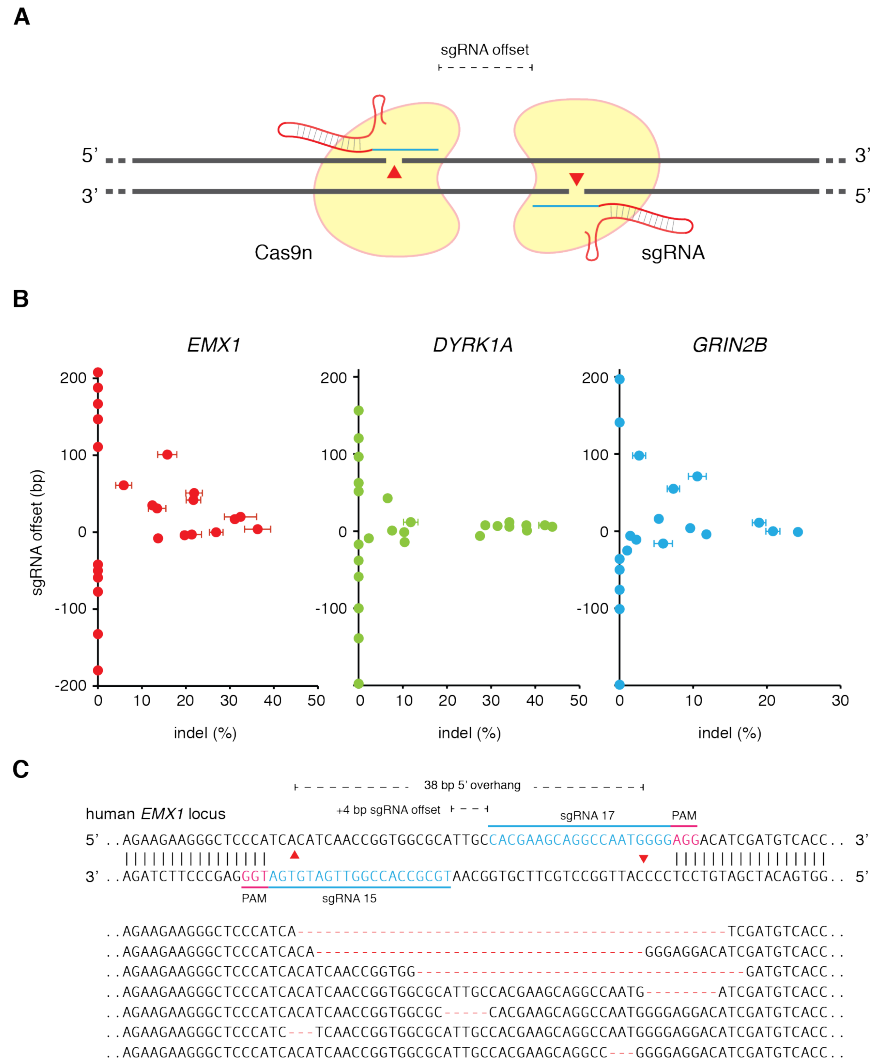 A
sgRNA offset
5’ 3’
3’ 5’
Cas9n sgRNA
B
EMX1 DYRK1A GRIN2B
sgRNA offset (bp)
200 200 200
100 100 100
0 0 0
-100 -100 -100
-200
0 10 20 30 40 50 0 10 20 30 40 50 0 10 20 30
indel (%) indel (%) indel (%)
C
38 bp 5’ overhang
+4 bp sgRNA offset
human EMX1 locus sgRNA 17 PAM
5’ ..AGAAGAAGGGCTCCCATCACATCAACCGGTGGCGCATTGCCACGAAGCAGGCCAATGGGGAGGACATCGATGTCACC.. 3’
3’ ..AGATCTTCCCGAGGGTAGTGTAGTTGGCCACCGCGTAACGGTGCTTCGTCCGGTTACCCCTCCTGTAGCTACAGTGG 5’
PAM sgRNA 15
..AGAAGAAGGGCTCCCATCA------------------------------------------------TCGATGTCACC..
..AGAAGAAGGGCTCCCATCACA------------------------------------GGGAGGACATCGATGTCACC..
..AGAAGAAGGGCTCCCATCACATCAACCGGTGG------------------------------------GATGTCACC..
..AGAAGAAGGGCTCCCATCACATCAACCGGTGGCGCATTGCCACGAAGCAGGCCAATG--------ATCGATGTCACC..
..AGAAGAAGGGCTCCCATCACATCAACCGGTGGCGC-----CACGAAGCAGGCCAATGGGGAGGACATCGATGTCACC..
..AGAAGAAGGGCTCCCATC---TCAACCGGTGGCGCATTGCCACGAAGCAGGCCAATGGGGAGGACATCGATGTCACC..
..AGAAGAAGGGCTCCCATCACATCAACCGGTGGCGCATTGCCACGAAGCAGGCC---GGGGAGGACATCGATGTCACC..